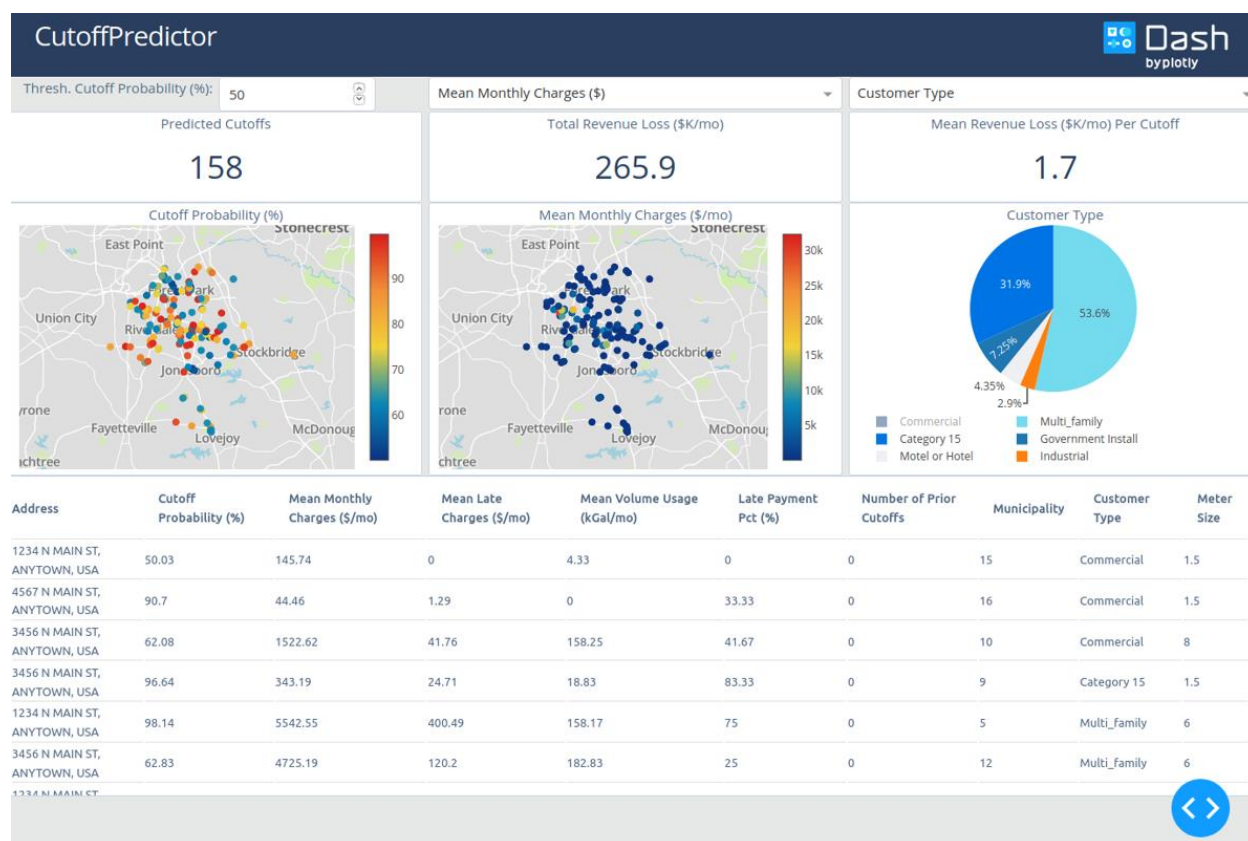 CutoffPredictor
Dash
by plotly
Thresh. Cutoff Probability (%):
50
Mean Monthly Charges ($)
Customer Type
Predicted Cutoffs
158
Total Revenue Loss ($K/mo)
265.9
Mean Revenue Loss ($K/mo) Per Cutoff
1.7
Cutoff Probability (%)
Stonecrest
East Point
Union City
Stockbridge
Fayetteville
Lovejoy
McDonoug
yrone
achtree
90
80
70
60
Mean Monthly Charges ($/mo)
Stonecrest
East Point
Union City
Stockbridge
Fayetteville
Lovejoy
McDonoug
rone
chtree
30k
25k
20k
15k
10k
5k
Customer Type
31.9%
53.6%
7.25%
4.35%
2.9%
Commercial
Multi_family
Category 15
Government Install
Motel or Hotel
Industrial
Address Cutoff Probability (%) Mean Monthly Charges ($/mo) Mean Late Charges ($/mo) Mean Volume Usage (kGal/mo) Late Payment Pct (%) Number of Prior Cutoffs Municipality Customer Type Meter Size
1234 N MAIN ST, ANYTOWN, USA 50.03 145.74 0 4.33 0 0 15 Commercial 1.5
4567 N MAIN ST, ANYTOWN, USA 90.7 44.46 1.29 0 33.33 0 16 Commercial 1.5
3456 N MAIN ST, ANYTOWN, USA 62.08 1522.62 41.76 158.25 41.67 0 10 Commercial 8
3456 N MAIN ST, ANYTOWN, USA 96.64 343.19 24.71 18.83 83.33 0 9 Category 15 1.5
1234 N MAIN ST, ANYTOWN, USA 98.14 5542.55 400.49 158.17 75 0 5 Multi_family 6
3456 N MAIN ST, ANYTOWN, USA 62.83 4725.19 120.2 182.83 25 0 12 Multi_family 6
1234 N MAIN ST